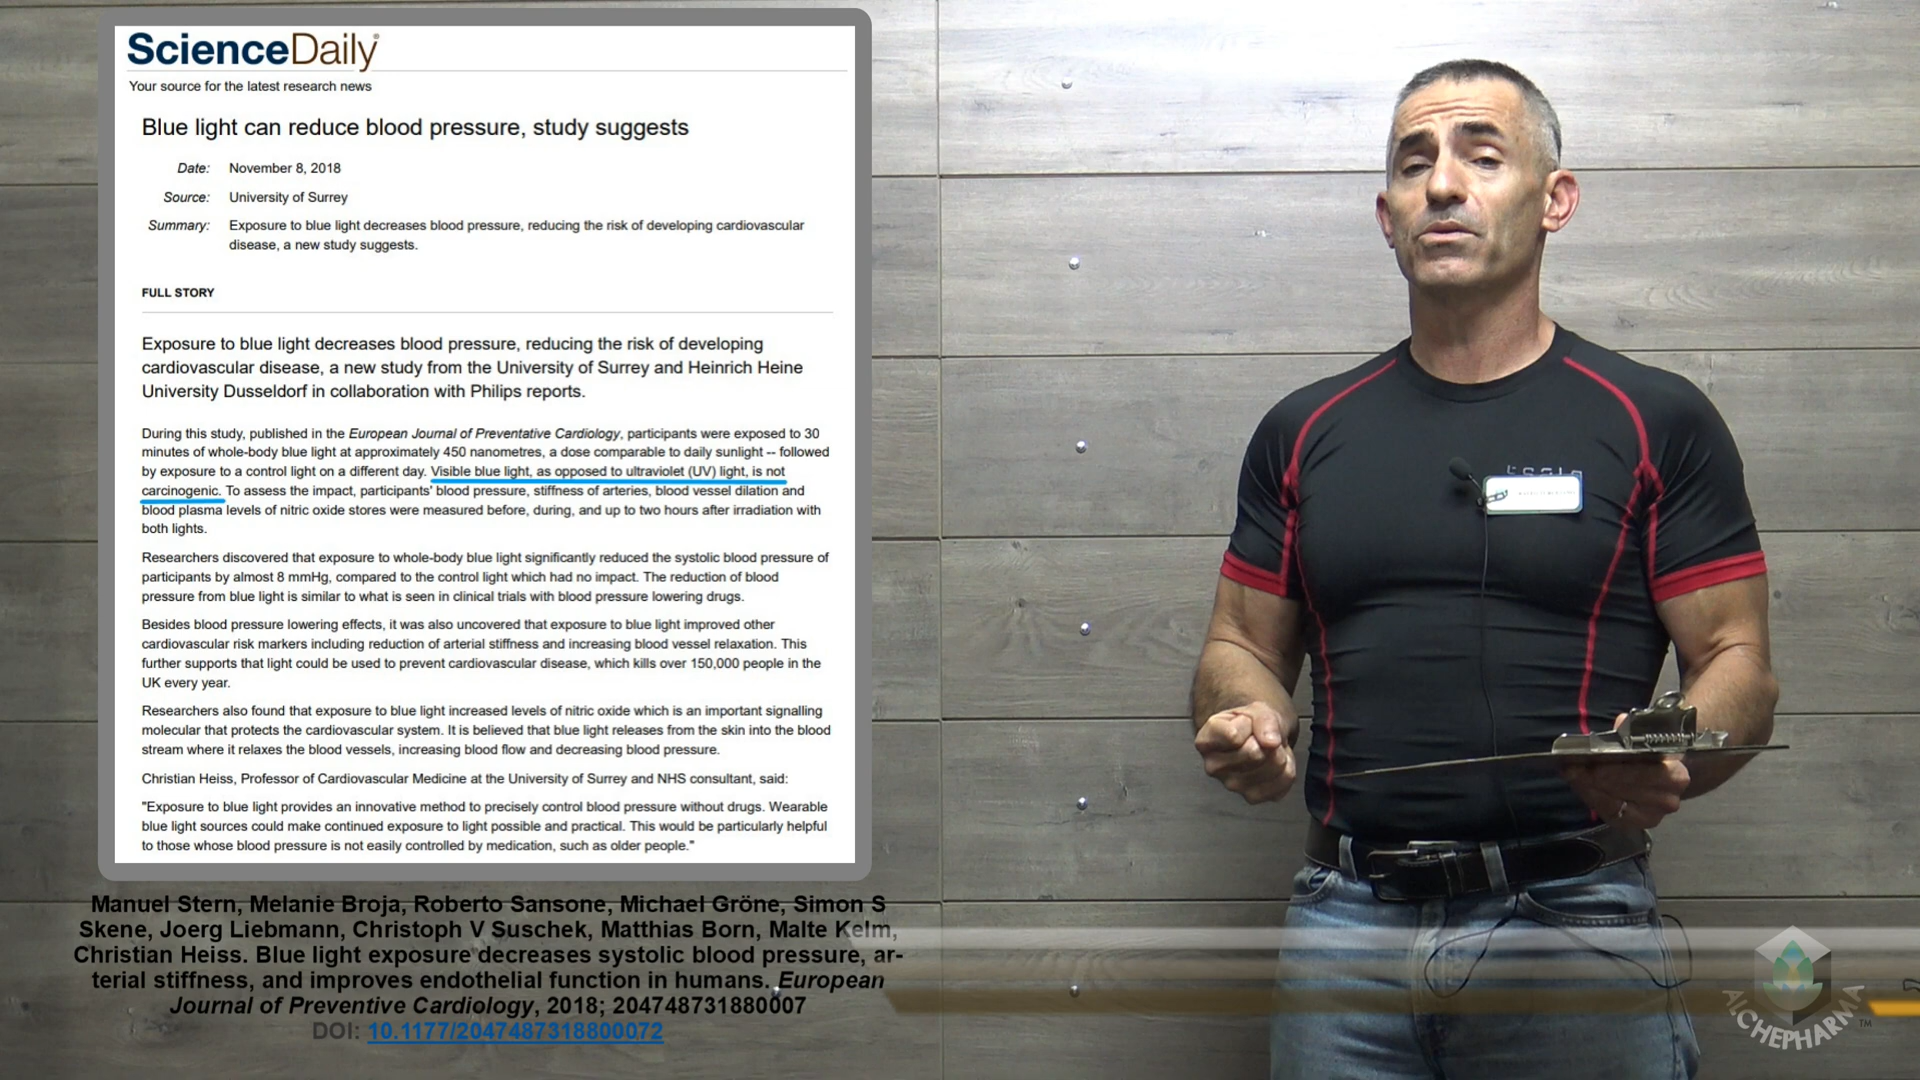 ScienceDaily®
Your source for the latest research news
Blue light can reduce blood pressure, study suggests
Date: November 8, 2018
Source: University of Surrey
Summary: Exposure to blue light decreases blood pressure, reducing the risk of developing cardiovascular
disease, a new study suggests.
FULL STORY
Exposure to blue light decreases blood pressure, reducing the risk of developing
cardiovascular disease, a new study from the University of Surrey and Heinrich Heine
University Dusseldorf in collaboration with Philips reports.
During this study, published in the European Journal of Preventative Cardiology, participants were exposed to 30
minutes of whole-body blue light at approximately 450 nanometres, a dose comparable to daily sunlight -- followed
by exposure to a control light on a different day. Visible blue light, as opposed to ultraviolet (UV) light, is not
carcinogenic. To assess the impact, participants' blood pressure, stiffness of arteries, blood vessel dilation and
blood plasma levels of nitric oxide stores were measured before, during, and up to two hours after irradiation with
both lights.
Researchers discovered that exposure to whole-body blue light significantly reduced the systolic blood pressure of
participants by almost 8 mmHg, compared to the control light which had no impact. The reduction of blood
pressure from blue light is similar to what is seen in clinical trials with blood pressure lowering drugs.
Besides blood pressure lowering effects, it was also uncovered that exposure to blue light improved other
cardiovascular risk markers including reduction of arterial stiffness and increasing blood vessel relaxation. This
further supports that light could be used to prevent cardiovascular disease, which kills over 150,000 people in the
UK every year.
Researchers also found that exposure to blue light increased levels of nitric oxide which is an important signalling
molecular that protects the cardiovascular system. It is believed that blue light releases from the skin into the blood
stream where it relaxes the blood vessels, increasing blood flow and decreasing blood pressure.
Christian Heiss, Professor of Cardiovascular Medicine at the University of Surrey and NHS consultant, said:
"Exposure to blue light provides an innovative method to precisely control blood pressure without drugs. Wearable
blue light sources could make continued exposure to light possible and practical. This would be particularly helpful
to those whose blood pressure is not easily controlled by medication, such as older people."
Manuel Stern, Melanie Broja, Roberto Sansone, Michael Gröne, Simon S
Skene, Joerg Liebmann, Christoph V Suschek, Matthias Born, Malte Kelm,
Christian Heiss. Blue light exposure decreases systolic blood pressure, ar-
terial stiffness, and improves endothelial function in humans. European
Journal of Preventive Cardiology, 2018; 204748731880007
DOI: 10.1177/2047487318800072
ALCHEPHARMA™